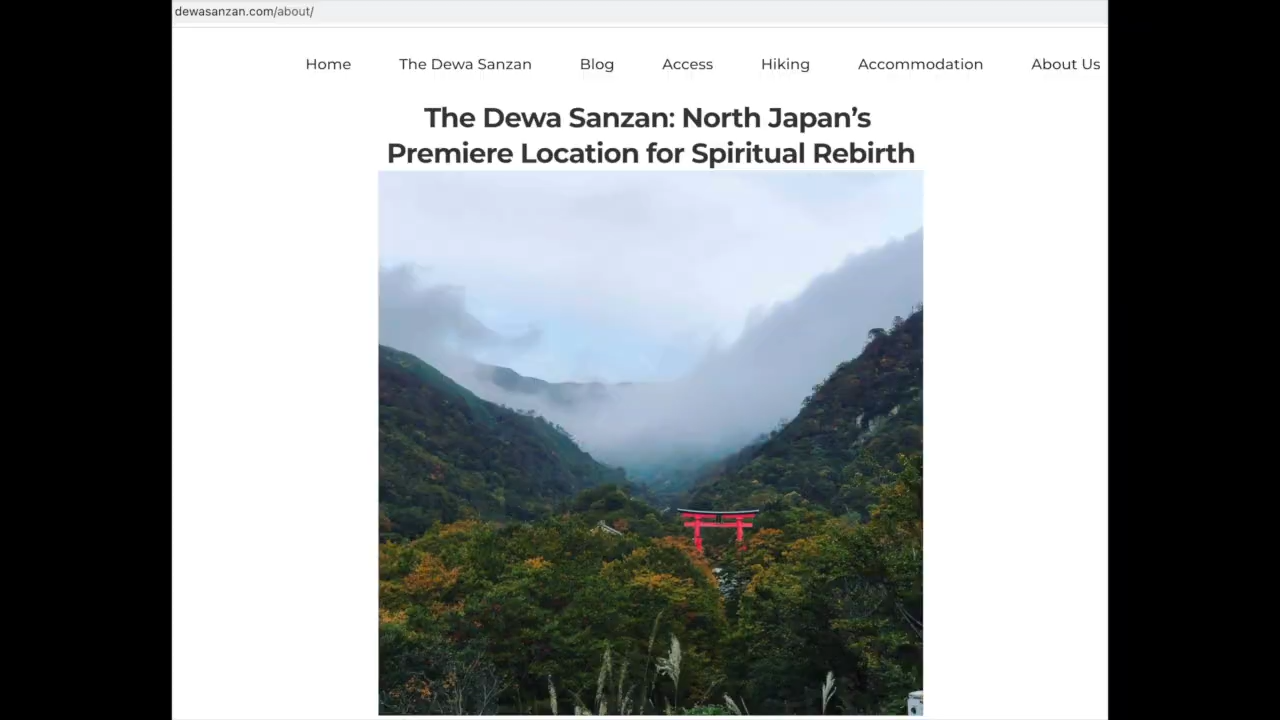 dewasanzan.com/about/
Home The Dewa Sanzan Blog Access Hiking Accommodation About Us
The Dewa Sanzan: North Japan’s
Premiere Location for Spiritual Rebirth